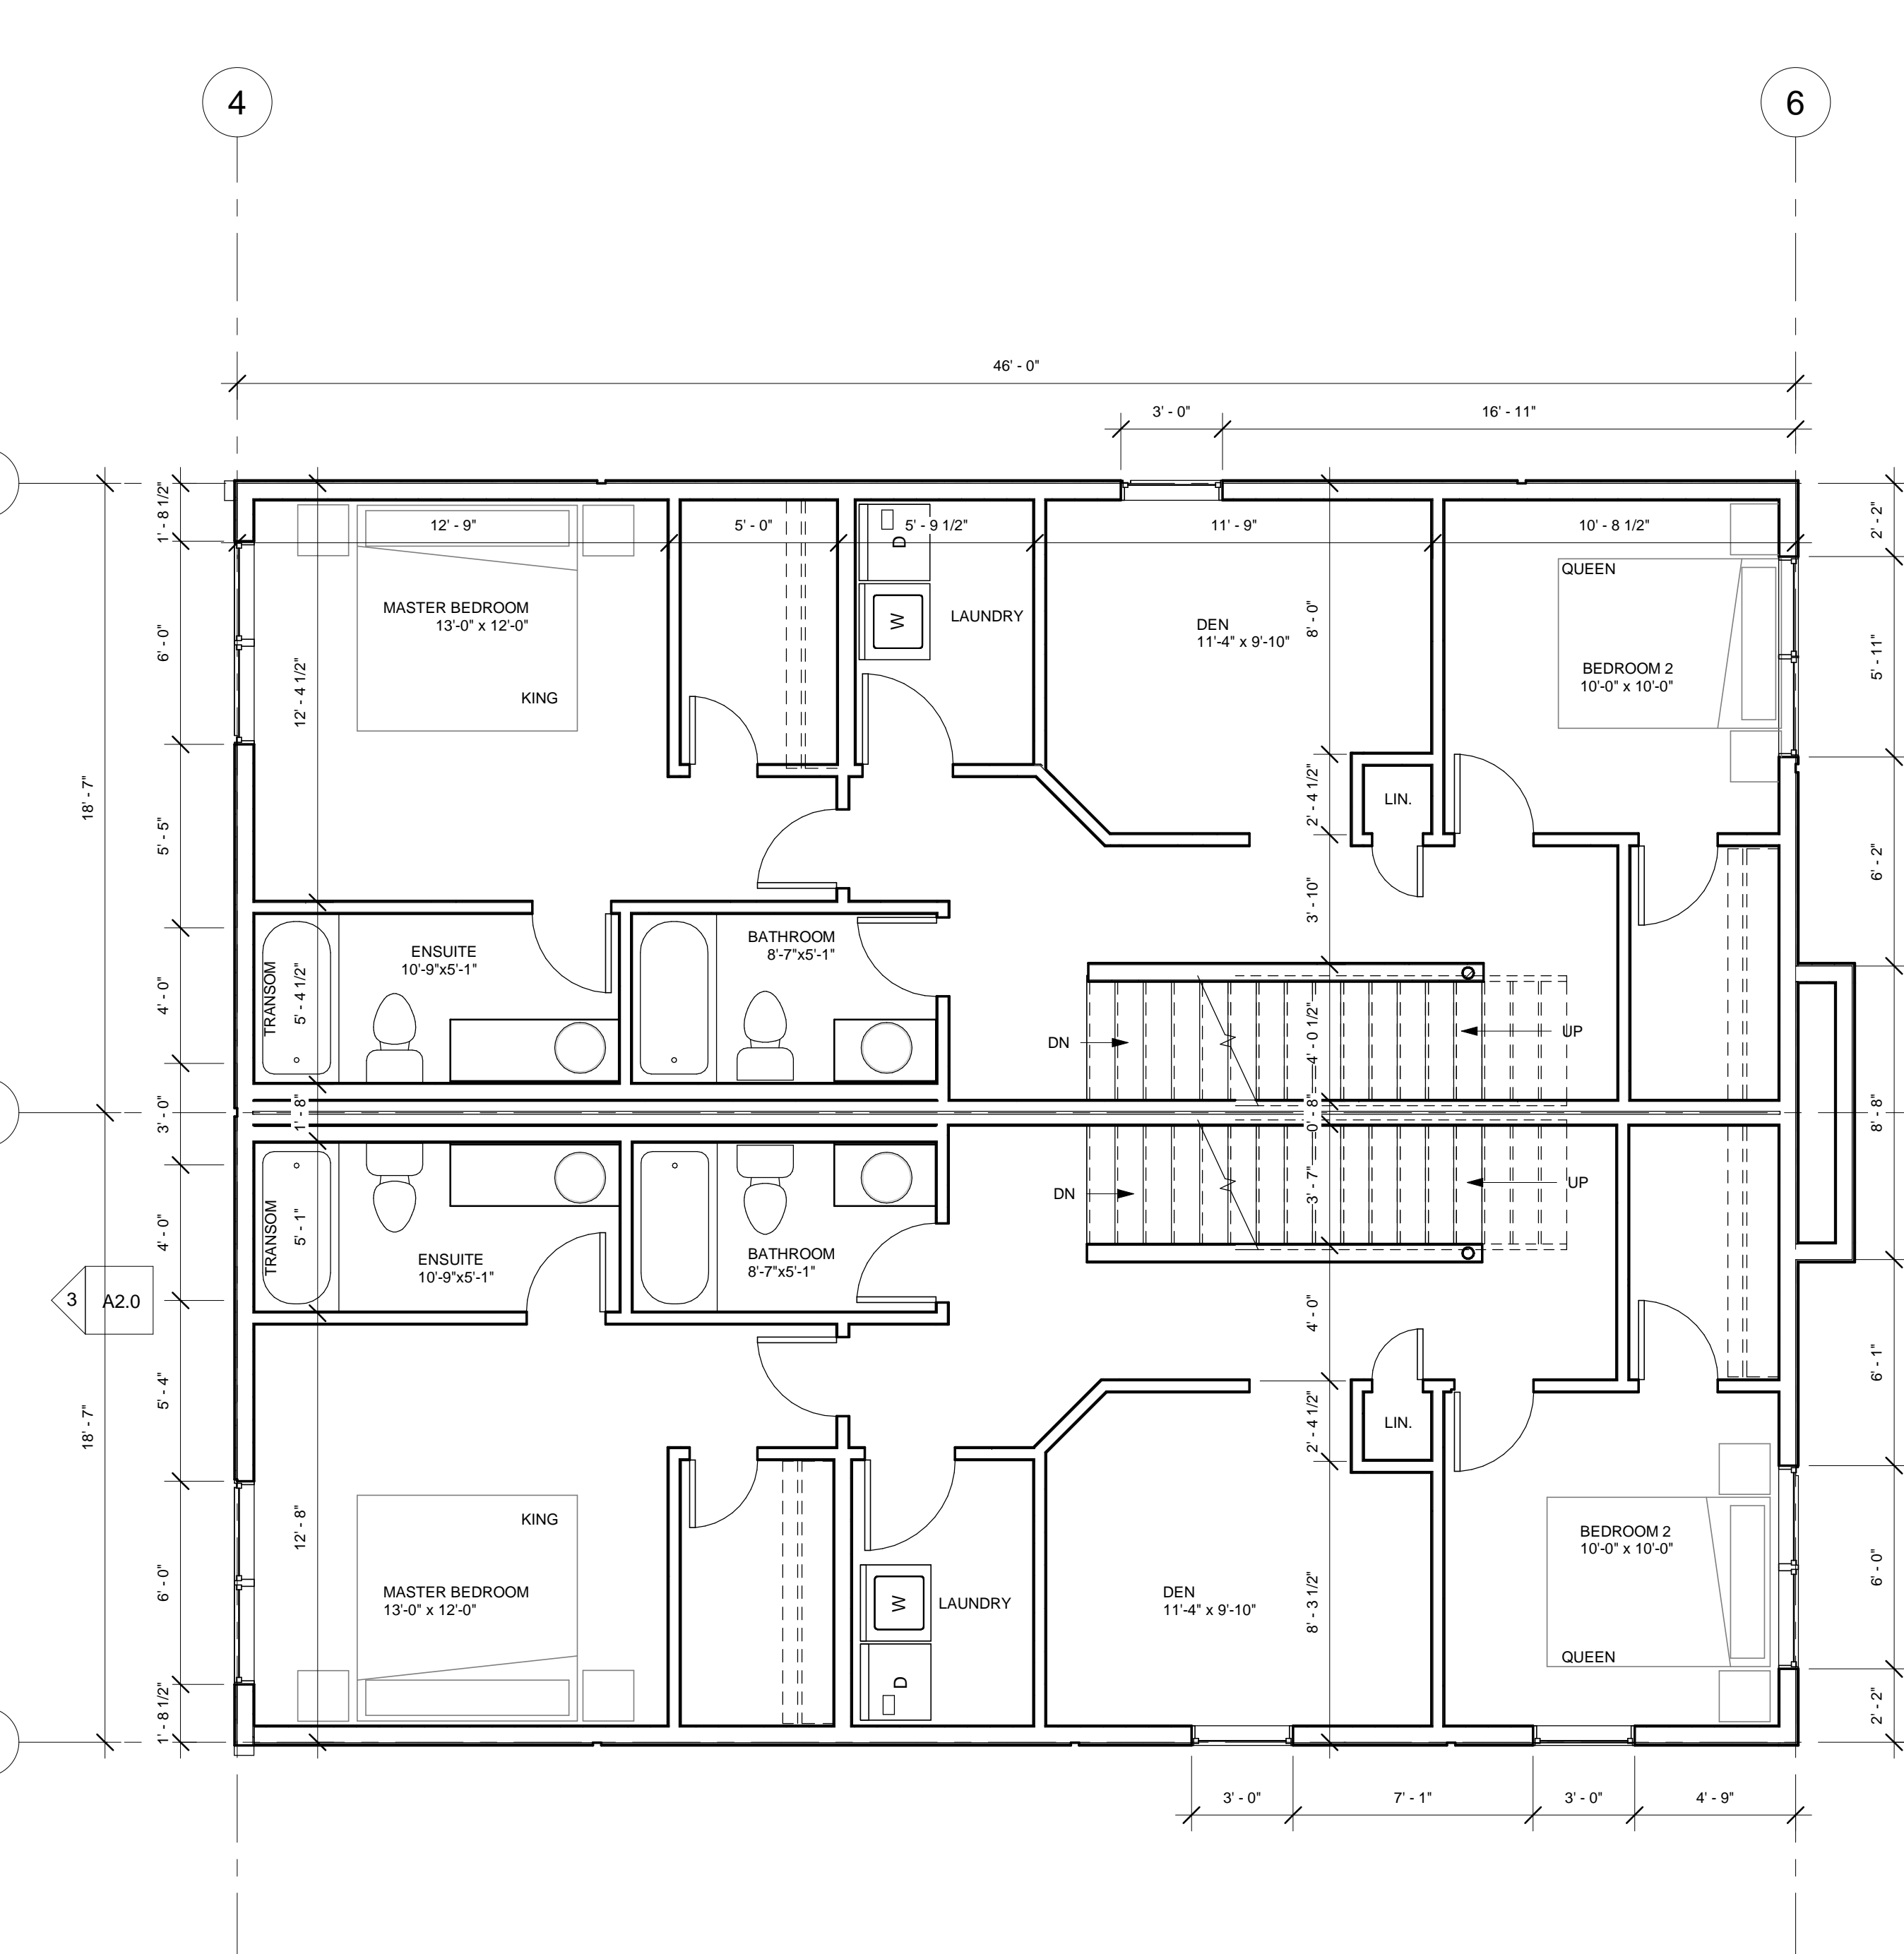 4
6
46' - 0"
3' - 0"
16' - 11"
1' - 8 1/2"
6' - 0"
5' - 5"
4' - 0"
3' - 0"
4' - 0"
5' - 4"
6' - 0"
1' - 8 1/2"
18' - 7"
18' - 7"
12' - 9"
5' - 0"
5' - 9 1/2"
11' - 9"
10' - 8 1/2"
2' - 2"
5' - 11"
6' - 2"
8' - 8"
6' - 1"
6' - 0"
2' - 2"
MASTER BEDROOM
13'-0" x 12'-0"
KING
12' - 4 1/2"
D
W
LAUNDRY
DEN
11'-4" x 9'-10"
8' - 0"
2' - 4 1/2"
3' - 10"
LIN.
QUEEN
BEDROOM 2
10'-0" x 10'-0"
TRANSOM
5' - 4 1/2"
ENSUITE
10'-9"x5'-1"
BATHROOM
8'-7"x5'-1"
DN
4' - 0 1/2"
UP
1' - 8"
0' - 8"
TRANSOM
5' - 1"
ENSUITE
10'-9"x5'-1"
BATHROOM
8'-7"x5'-1"
DN
3' - 7"
UP
3
A2.0
4' - 0"
2' - 4 1/2"
LIN.
12' - 8"
KING
MASTER BEDROOM
13'-0" x 12'-0"
W
D
LAUNDRY
DEN
11'-4" x 9'-10"
8' - 3 1/2"
BEDROOM 2
10'-0" x 10'-0"
QUEEN
3' - 0"
7' - 1"
3' - 0"
4' - 9"